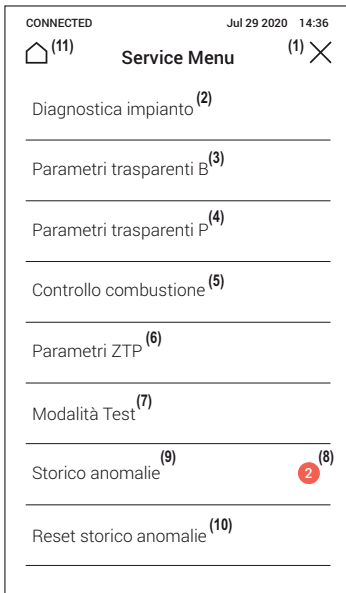 CONNECTED Jul 29 2020 14:36
(11) Service Menu (1)
Diagnostica impianto (2)
Parametri trasparenti B (3)
Parametri trasparenti P (4)
Controllo combustione (5)
Parametri ZTP (6)
Modalità Test (7)
Storico anomalie (9) 2 (8)
Reset storico anomalie (10)